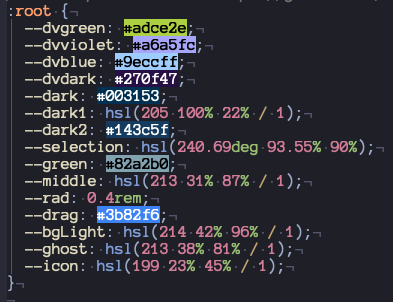 :root {
--dvgreen: #adce2e;
--dvviolet: #a6a5fc;
--dvblue: #9eccff;
--dvdark: #270f47;
--dark: #003153;
--dark1: hsl(205 100% 22% / 1);
--dark2: #143c5f;
--selection: hsl(240.69deg 93.55% 90%);
--green: #82a2b0;
--middle: hsl(213 31% 87% / 1);
--rad: 0.4rem;
--drag: #3b82f6;
--bgLight: hsl(214 42% 96% / 1);
--ghost: hsl(213 38% 81% / 1);
--icon: hsl(199 23% 45% / 1);
}